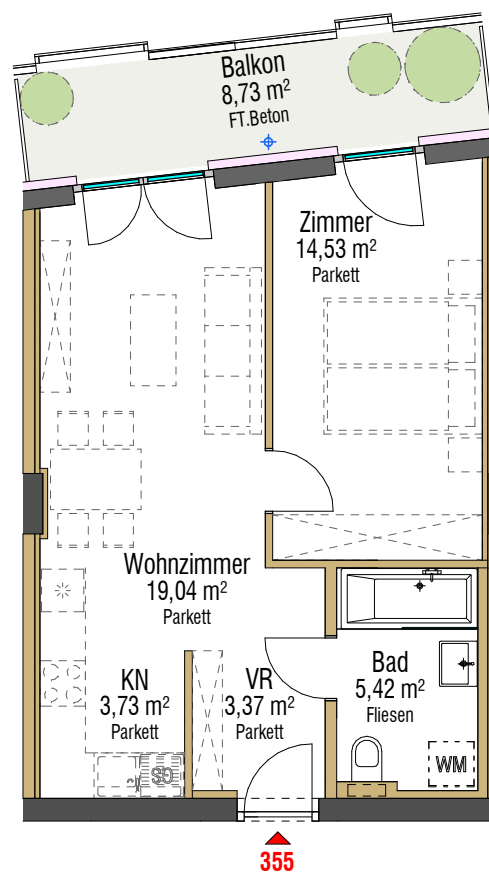 Balkon
8,73 m²
FT.Beton
Zimmer
14,53 m²
Parkett
Wohnzimmer
19,04 m²
Parkett
KN
3,73 m²
Parkett
VR
3,37 m²
Parkett
Bad
5,42 m²
Fliesen
GS
WM
355